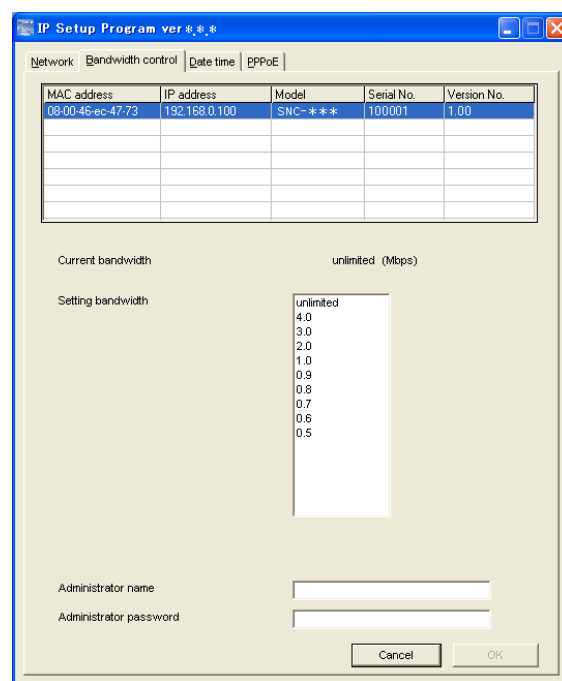 IP Setup Program ver *.*.*
Network Bandwidth control Date time PPPoE
MAC address IP address Model Serial No. Version No.
08-00-46-ec-47-73 192.168.0.100 SNC-*** 100001 1.00
Current bandwidth unlimited (Mbps)
Setting bandwidth unlimited
4.0
3.0
2.0
1.0
0.9
0.8
0.7
0.6
0.5
Administrator name
Administrator password
Cancel OK